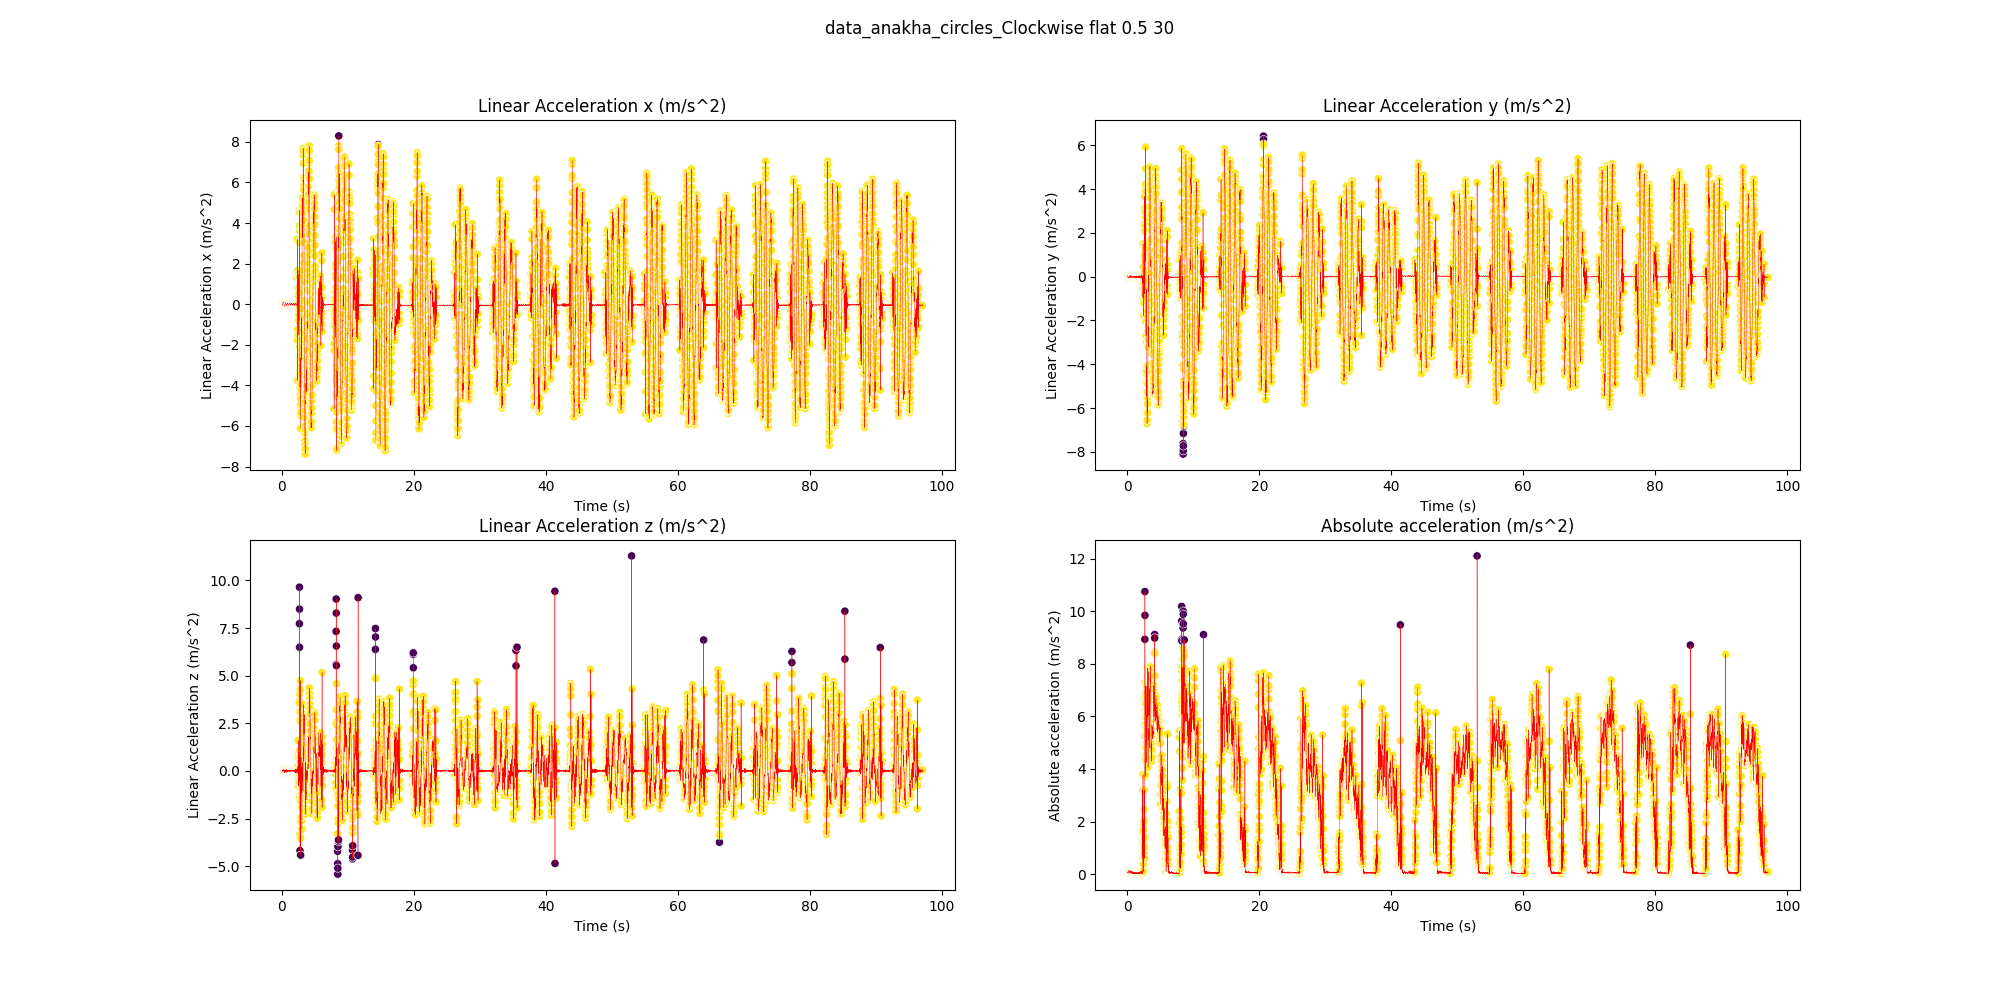 data_anakha_circles_Clockwise flat 0.5 30
Linear Acceleration x (m/s^2)
Linear Acceleration x (m/s^2)
8
6
4
2
0
−2
−4
−6
−8
0 20 40 60 80 100
Time (s)
Linear Acceleration y (m/s^2)
Linear Acceleration y (m/s^2)
6
4
2
0
−2
−4
−6
−8
0 20 40 60 80 100
Time (s)
Linear Acceleration z (m/s^2)
Linear Acceleration z (m/s^2)
10.0
7.5
5.0
2.5
0.0
−2.5
−5.0
0 20 40 60 80 100
Time (s)
Absolute acceleration (m/s^2)
Absolute acceleration (m/s^2)
12
10
8
6
4
2
0
0 20 40 60 80 100
Time (s)